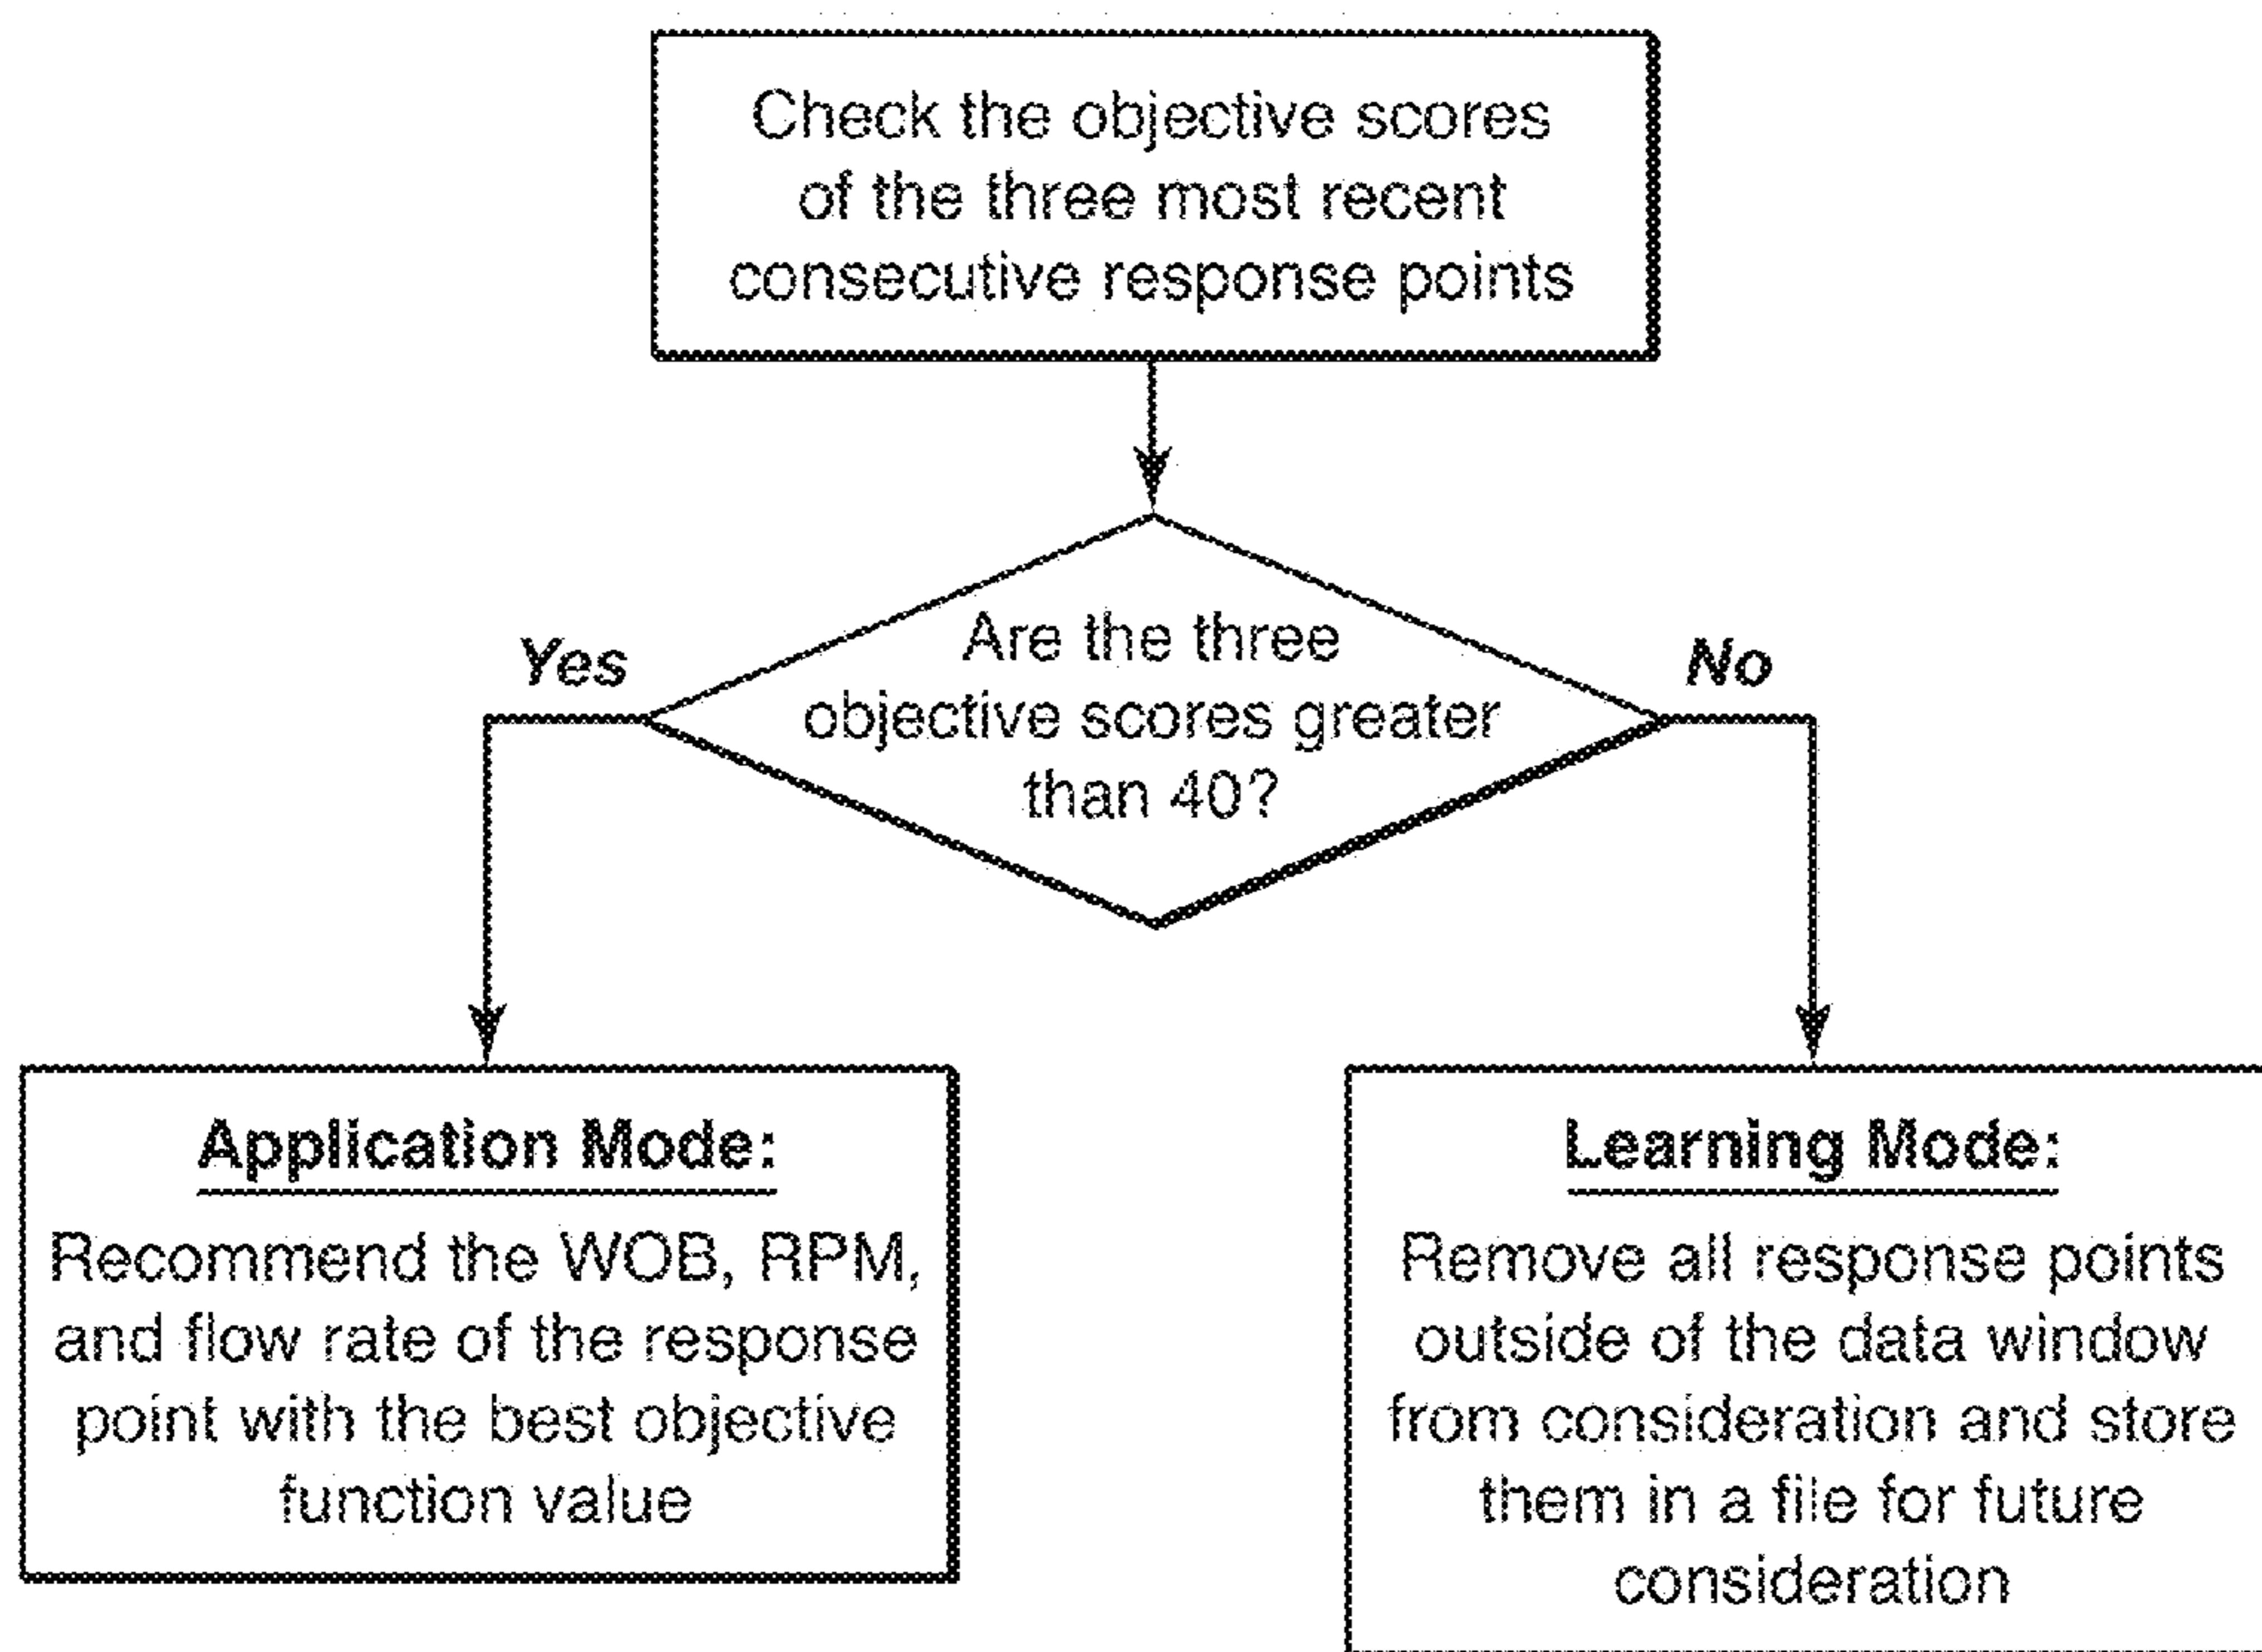 Check the objective scores
of the three most recent
consecutive response points
Are the three
objective scores greater
than 40?
Yes
No
Application Mode:
Recommend the WOB, RPM,
and flow rate of the response
point with the best objective
function value
Learning Mode:
Remove all response points
outside of the data window
from consideration and store
them in a file for future
consideration